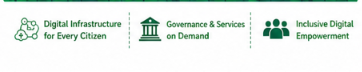 Digital Infrastructure
for Every Citizen
Governance & Services
on Demand
Inclusive Digital
Empowerment